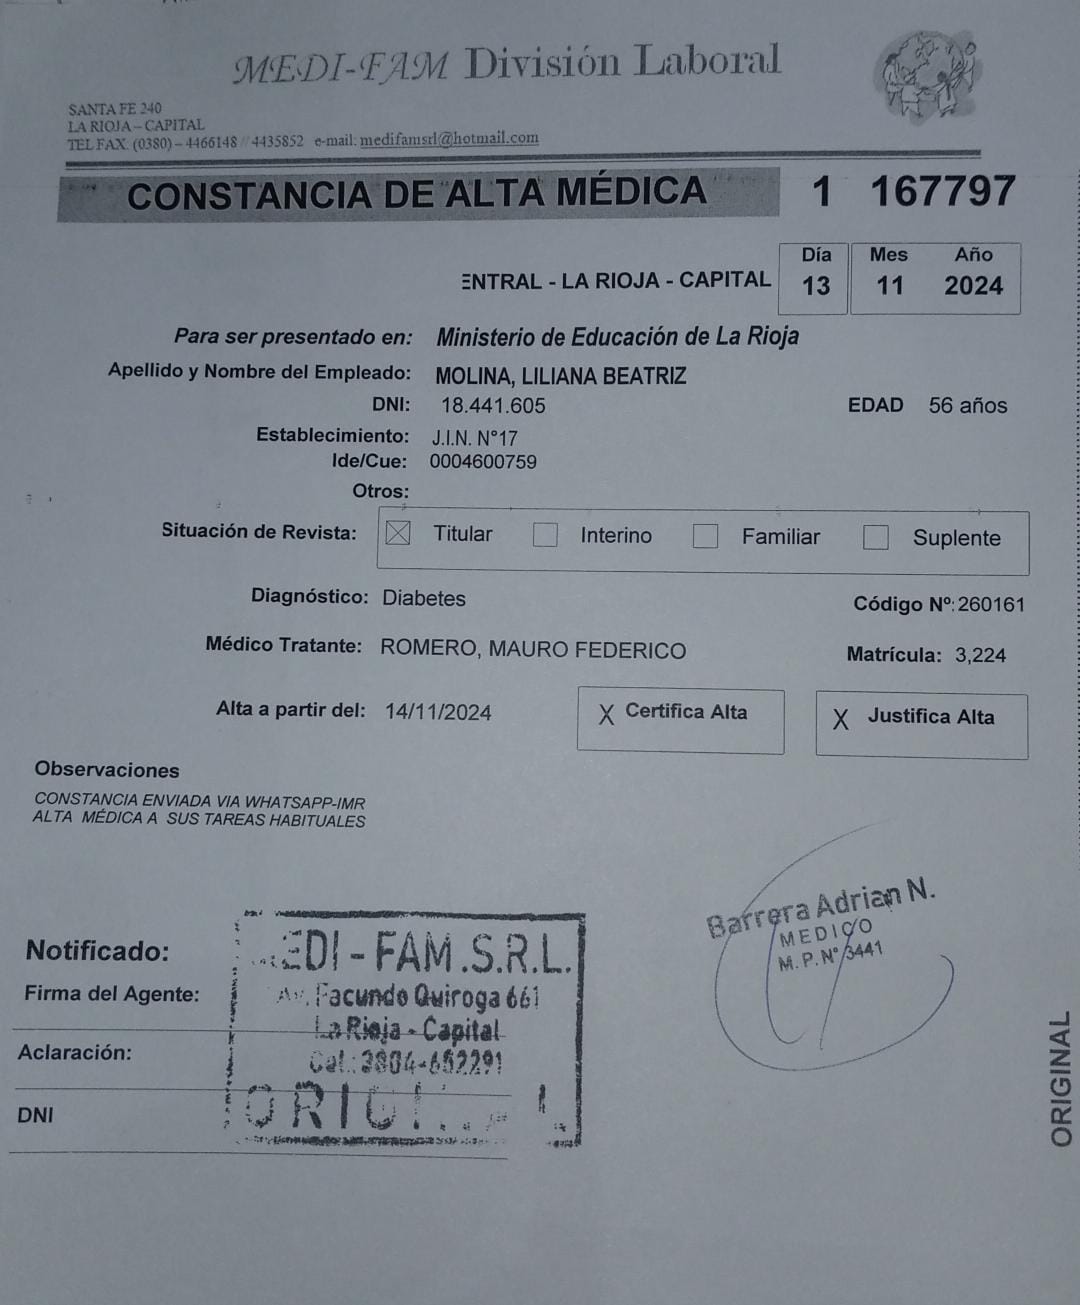 MEDI-FAM División Laboral
SANTA FE 240
LA RIOJA – CAPITAL
TEL FAX. (0380) – 4466148 // 4435852 e-mail: medifamsrl@hotmail.com
CONSTANCIA DE ALTA MÉDICA 1 167797
Día Mes Año
ENTRAL - LA RIOJA - CAPITAL 13 11 2024
Para ser presentado en: Ministerio de Educación de La Rioja
Apellido y Nombre del Empleado: MOLINA, LILIANA BEATRIZ
DNI: 18.441.605 EDAD 56 años
Establecimiento: J.I.N. N°17
Ide/Cue: 0004600759
Otros:
Situación de Revista: Titular Interino Familiar Suplente
Diagnóstico: Diabetes Código Nº: 260161
Médico Tratante: ROMERO, MAURO FEDERICO Matrícula: 3,224
Alta a partir del: 14/11/2024 X Certifica Alta X Justifica Alta
Observaciones
CONSTANCIA ENVIADA VIA WHATSAPP-IMR
ALTA MÉDICA A SUS TAREAS HABITUALES
Barrera Adrian N.
MEDICO
M.P. N° 3441
Notificado:
Firma del Agente:
Aclaración:
DNI
EDI - FAM. S.R.L.
Av. Facundo Quiroga 661
La Rioja - Capital
Cel.: 3804-652291
ORIGINAL